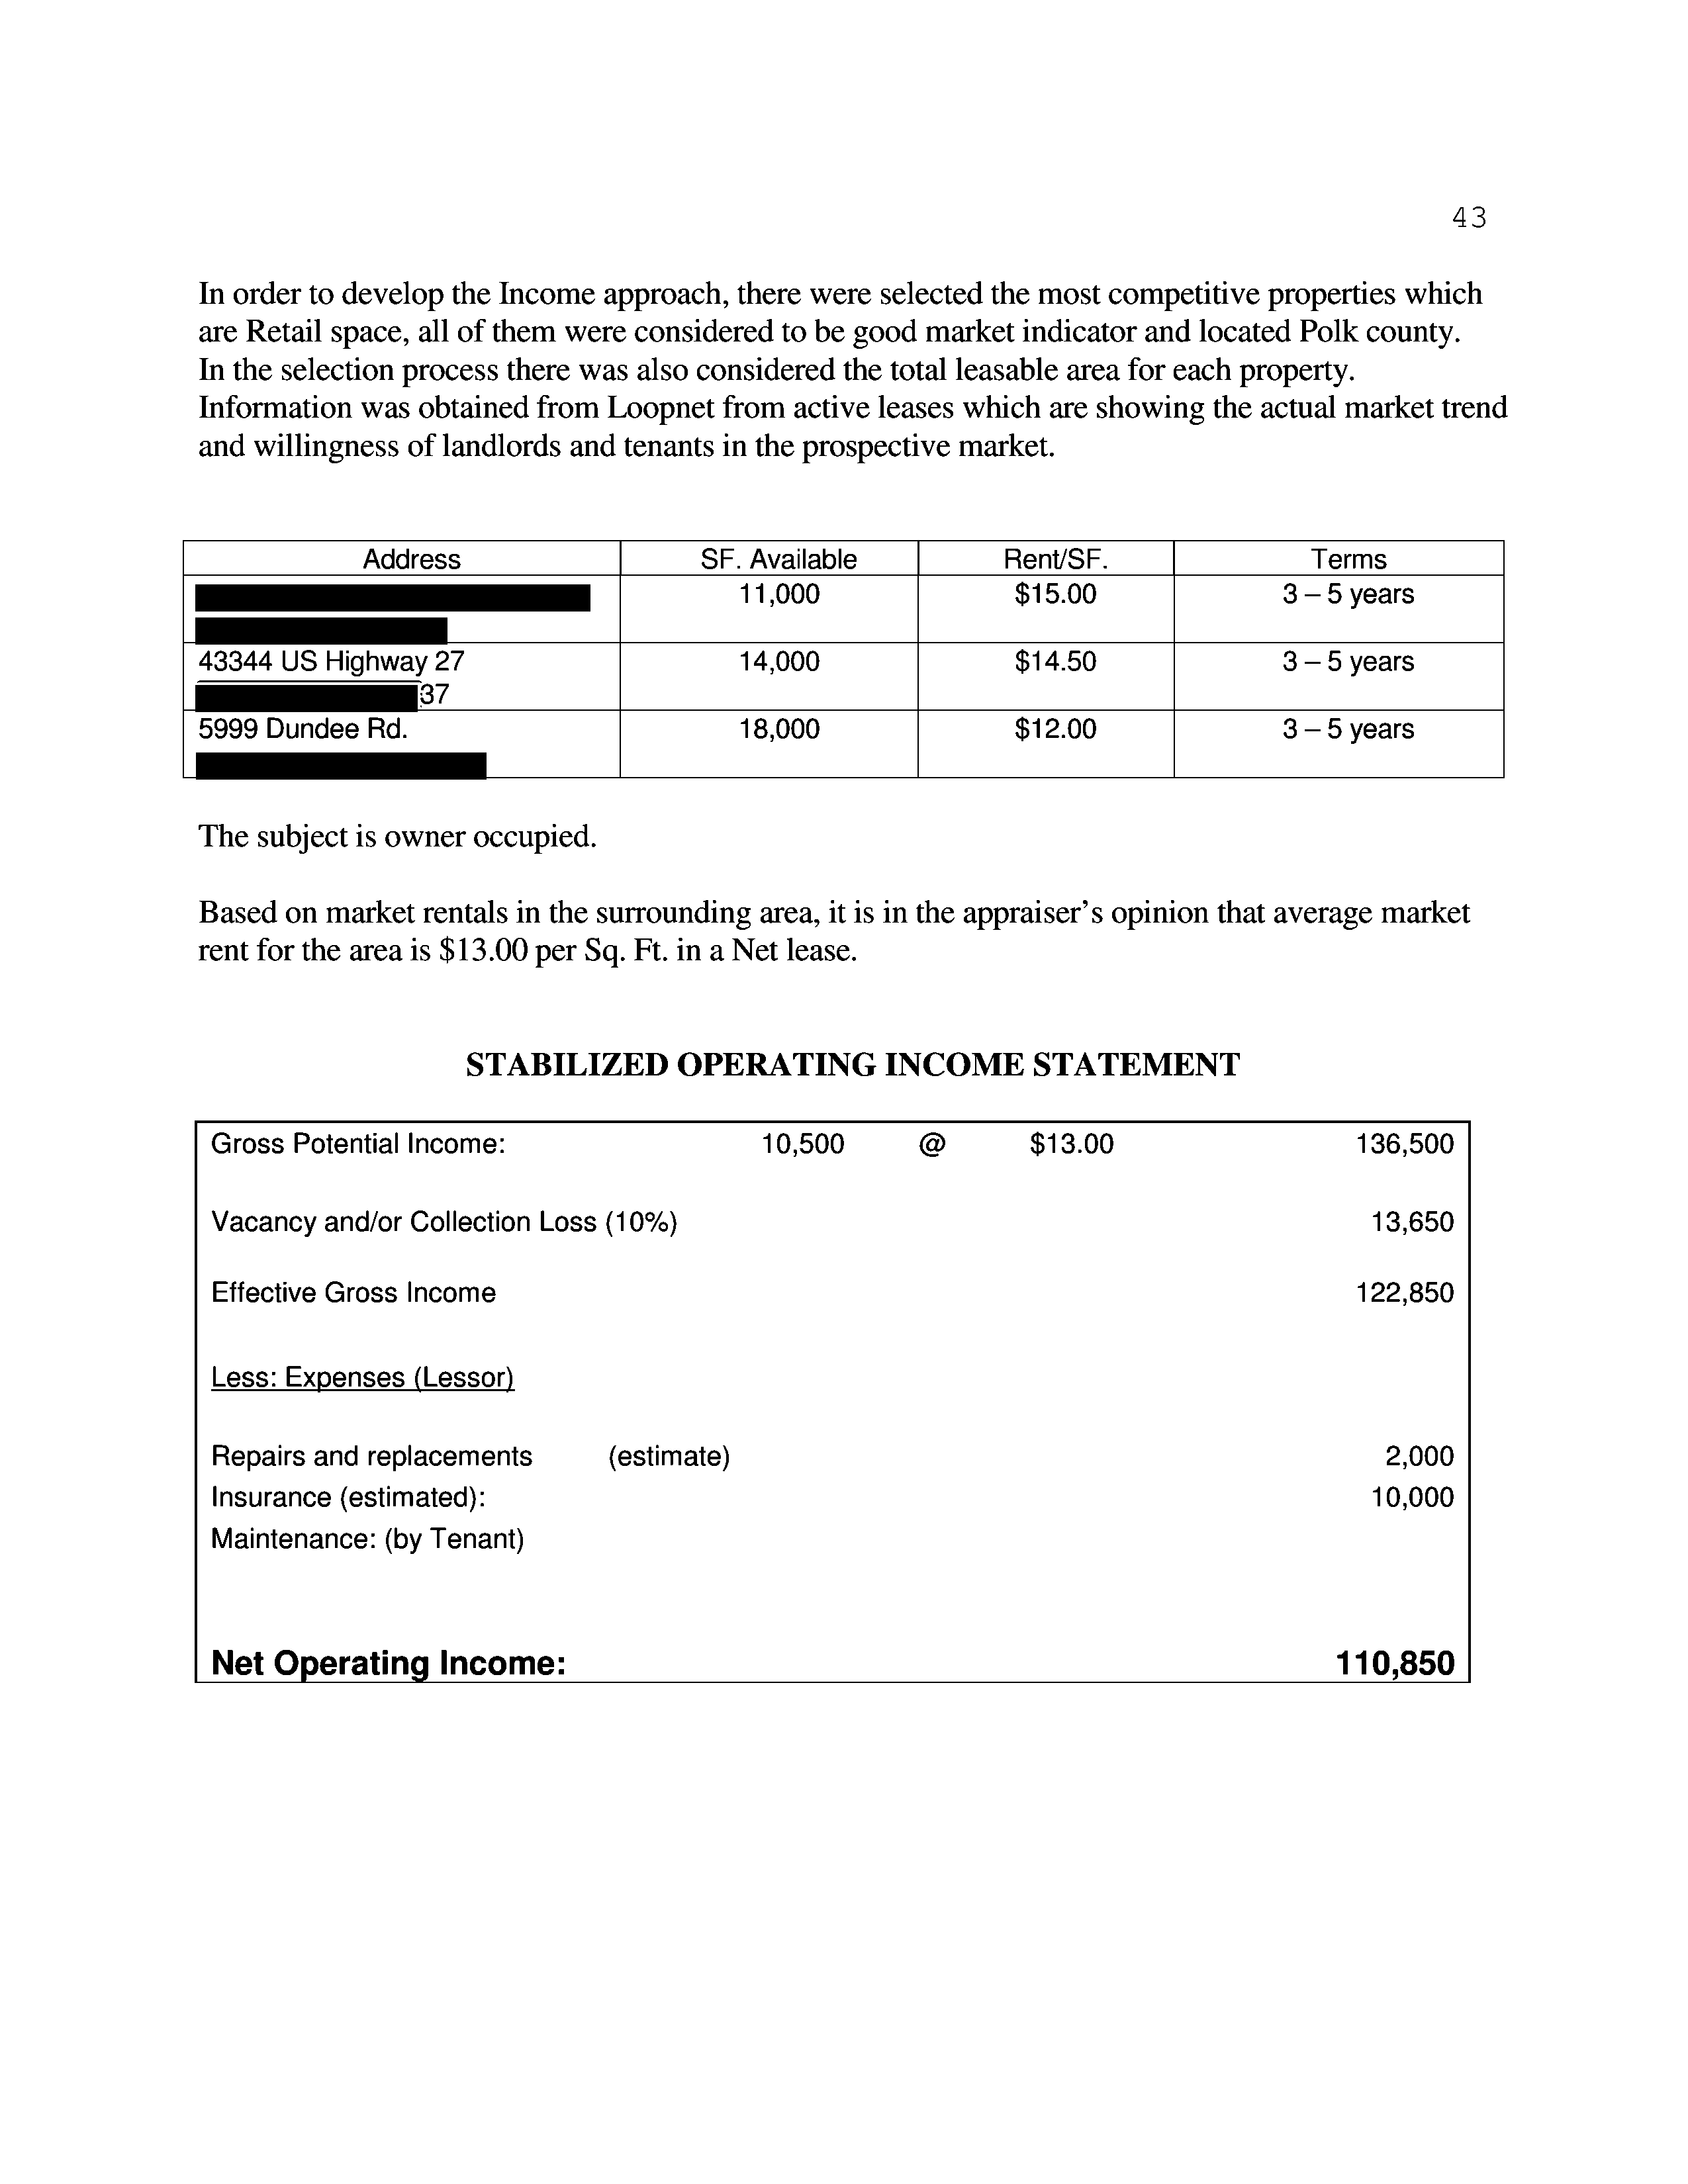 43
In order to develop the Income approach, there were selected the most competitive properties which
are Retail space, all of them were considered to be good market indicator and located Polk county.
In the selection process there was also considered the total leasable area for each property.
Information was obtained from Loopnet from active leases which are showing the actual market trend
and willingness of landlords and tenants in the prospective market.
Address SF. Available Rent/SF. Terms
11,000 $15.00 3 – 5 years
43344 US Highway 27 14,000 $14.50 3 – 5 years
37
5999 Dundee Rd. 18,000 $12.00 3 – 5 years
The subject is owner occupied.
Based on market rentals in the surrounding area, it is in the appraiser's opinion that average market
rent for the area is $13.00 per Sq. Ft. in a Net lease.
STABILIZED OPERATING INCOME STATEMENT
Gross Potential Income: 10,500 @ $13.00 136,500
Vacancy and/or Collection Loss (10%) 13,650
Effective Gross Income 122,850
Less: Expenses (Lessor)
Repairs and replacements (estimate) 2,000
Insurance (estimated): 10,000
Maintenance: (by Tenant)
Net Operating Income: 110,850